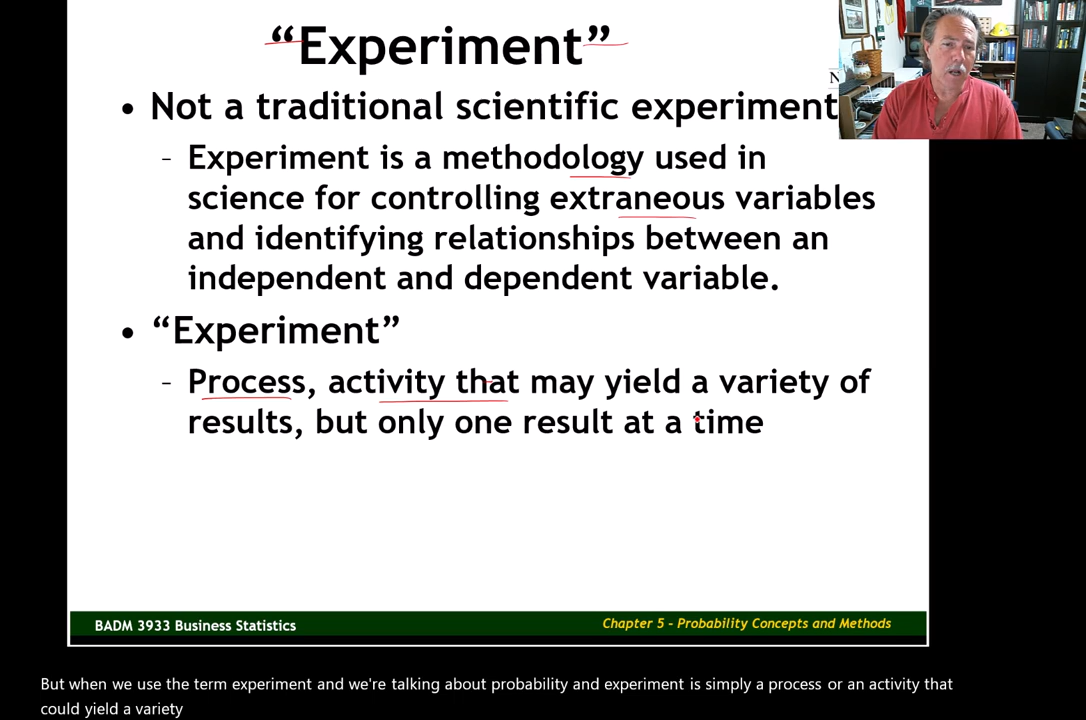 “Experiment”
N
• Not a traditional scientific experiment
– Experiment is a methodology used in
science for controlling extraneous variables
and identifying relationships between an
independent and dependent variable.
• “Experiment”
– Process, activity that may yield a variety of
results, but only one result at a time
BADM 3933 Business Statistics
Chapter 5 - Probability Concepts and Methods
But when we use the term experiment and we're talking about probability and experiment is simply a process or an activity that
could yield a variety